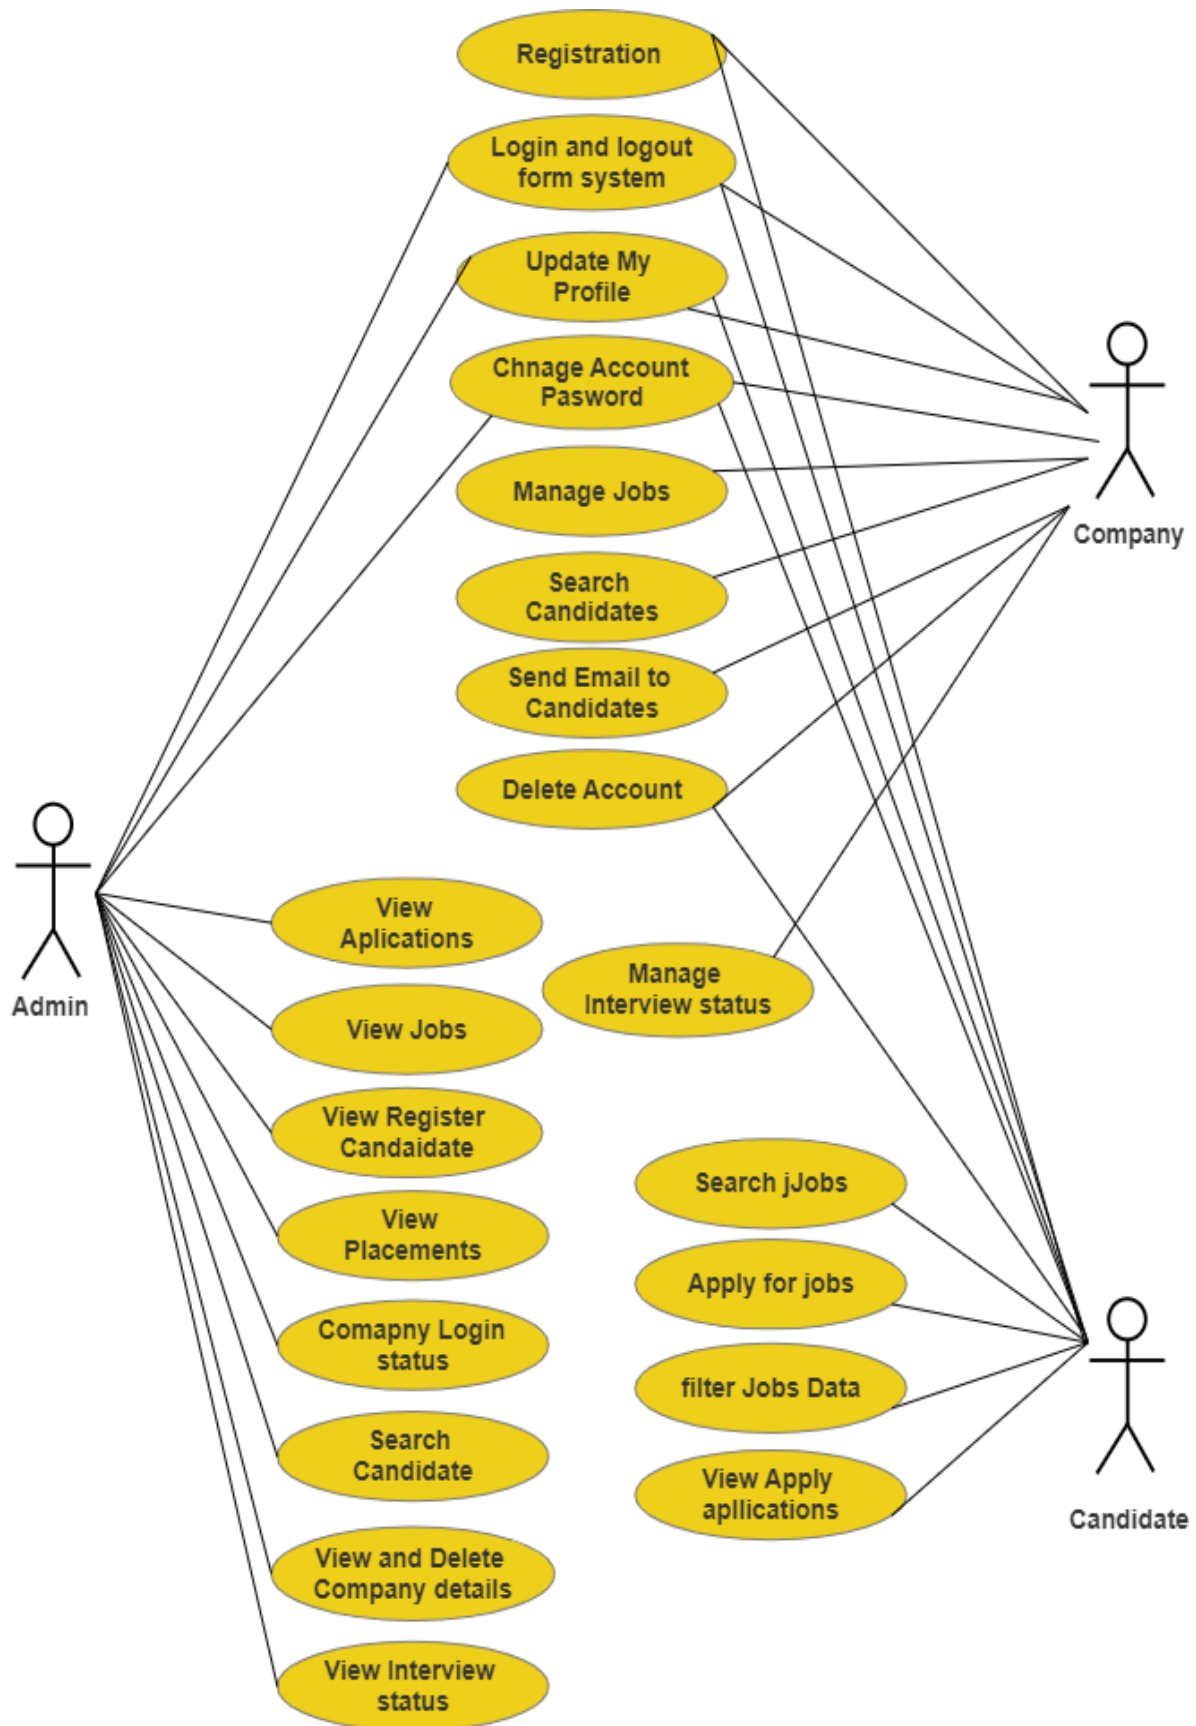 Registration
Login and logout
form system
Update My
Profile
Chnage Account
Pasword
Manage Jobs
Company
Search
Candidates
Send Email to
Candidates
Delete Account
View
Aplications
Manage
Interview status
Admin
View Jobs
View Register
Candaidate
Search jJobs
View
Placements
Apply for jobs
Comapny Login
status
filter Jobs Data
Search
Candidate
View Apply
apllications
Candidate
View and Delete
Company details
View Interview
status